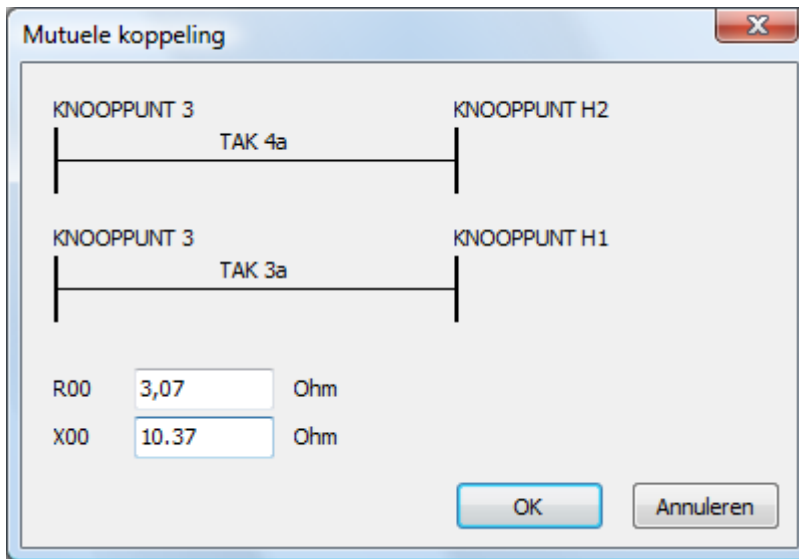 Mutuele koppeling
KNOOPPUNT 3 KNOOPPUNT H2
TAK 4a
KNOOPPUNT 3 KNOOPPUNT H1
TAK 3a
R00 3,07 Ohm
X00 10.37 Ohm
OK Annuleren